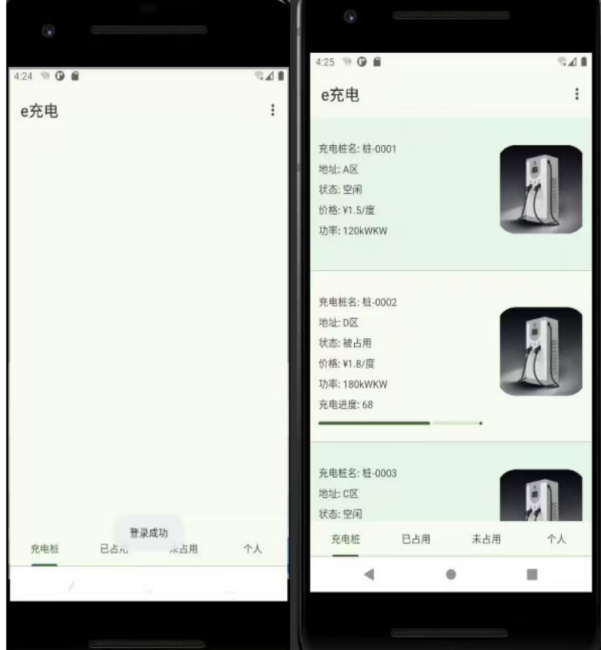 4:24
e充电
登录成功
充电桩
已占用
未占用
个人
4:25
e充电
充电桩名: 桩-0001
地址: A区
状态: 空闲
价格: ¥1.5/度
功率: 120kWKW
充电桩名: 桩-0002
地址: D区
状态: 被占用
价格: ¥1.8/度
功率: 180kWKW
充电进度: 68
充电桩名: 桩-0003
地址: C区
状态: 空闲
充电桩
已占用
未占用
个人